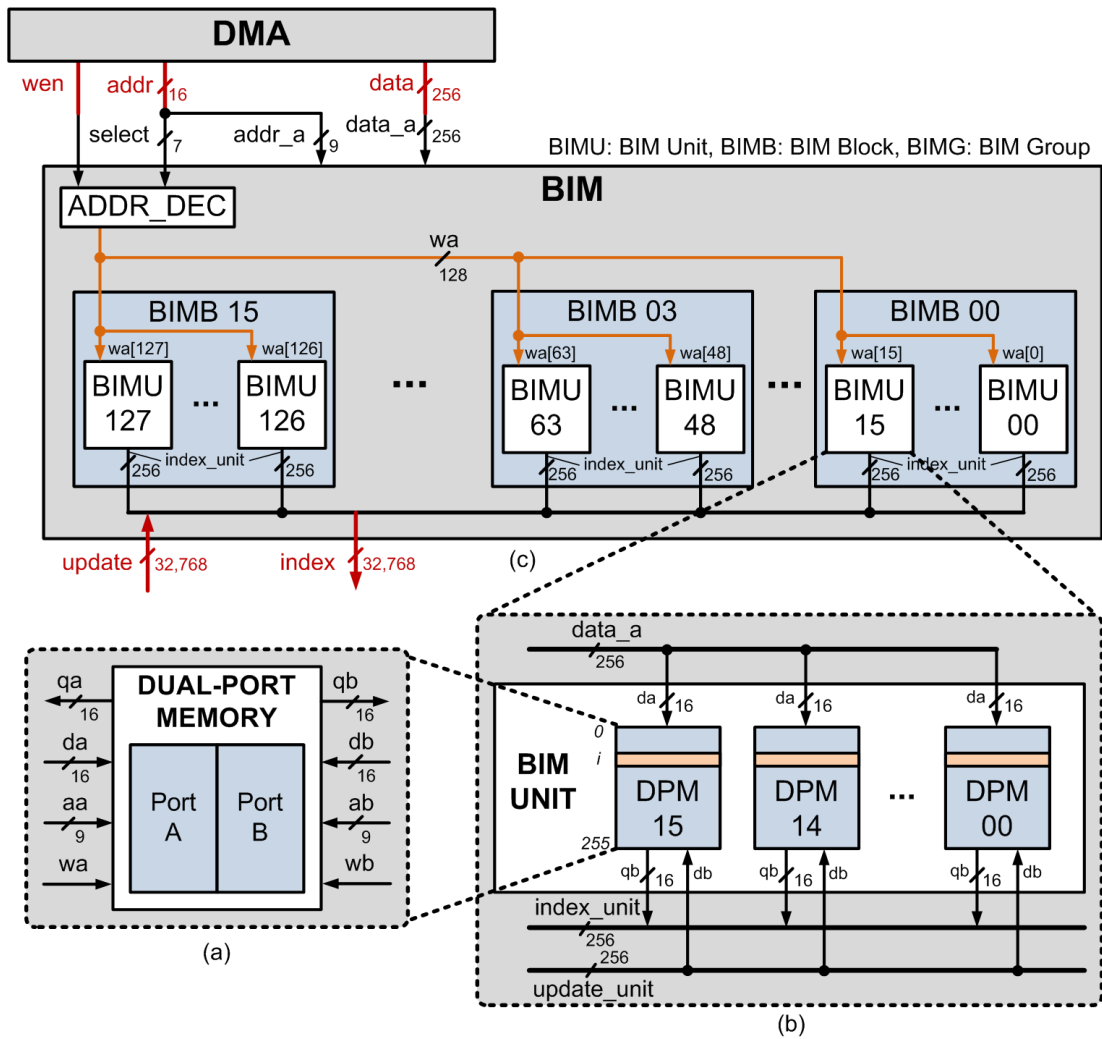 DMA
wen
addr
16
data
256
select
7
addr_a
9
data_a
256
BIMU: BIM Unit, BIMB: BIM Block, BIMG: BIM Group
BIM
ADDR_DEC
wa
128
BIMB 15
BIMB 03
BIMB 00
wa[127]
wa[126]
wa[63]
wa[48]
wa[15]
wa[0]
BIMU
127
...
BIMU
126
...
BIMU
63
...
BIMU
48
...
BIMU
15
...
BIMU
00
256
index_unit
256
256
index_unit
256
256
index_unit
256
update
32,768
index
32,768
(c)
qa
16
da
16
aa
9
wa
DUAL-PORT
MEMORY
Port
A
Port
B
qb
16
db
16
ab
9
wb
(a)
data_a
256
da
16
da
16
da
16
BIM
UNIT
0
i
255
DPM
15
DPM
14
...
DPM
00
qb
16
db
qb
16
db
qb
16
db
index_unit
256
256
update_unit
(b)